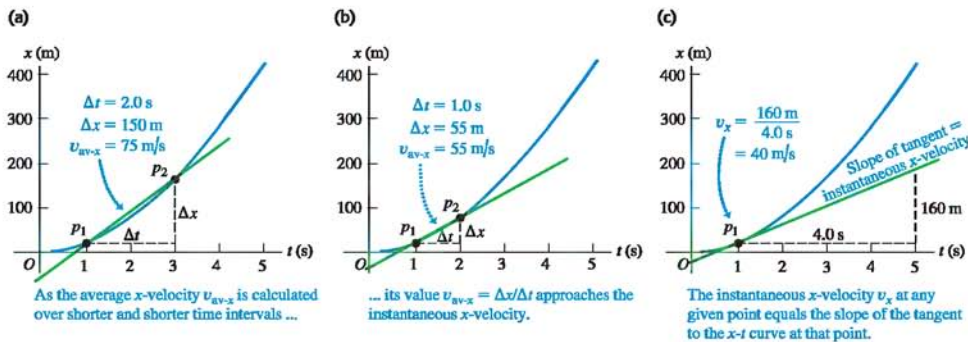 (a)
x (m)
400
300
200
100
O
Δt = 2.0 s
Δx = 150 m
vav-x = 75 m/s
p2
p1
Δx
Δt
1 2 3 4 5
t (s)
As the average x-velocity vav-x is calculated
over shorter and shorter time intervals ...
(b)
x (m)
400
300
200
100
O
Δt = 1.0 s
Δx = 55 m
vav-x = 55 m/s
p2
p1
Δx
Δt
1 2 3 4 5
t (s)
... its value vav-x = Δx/Δt approaches the
instantaneous x-velocity.
(c)
x (m)
400
300
200
100
O
vx = 160 m
4.0 s
= 40 m/s
Slope of tangent =
instantaneous x-velocity
160 m
p1
4.0 s
1 2 3 4 5
t (s)
The instantaneous x-velocity vx at any
given point equals the slope of the tangent
to the x-t curve at that point.